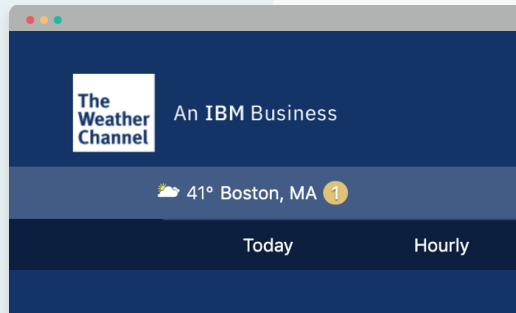 The
Weather
Channel
An IBM Business
41° Boston, MA 1
Today Hourly